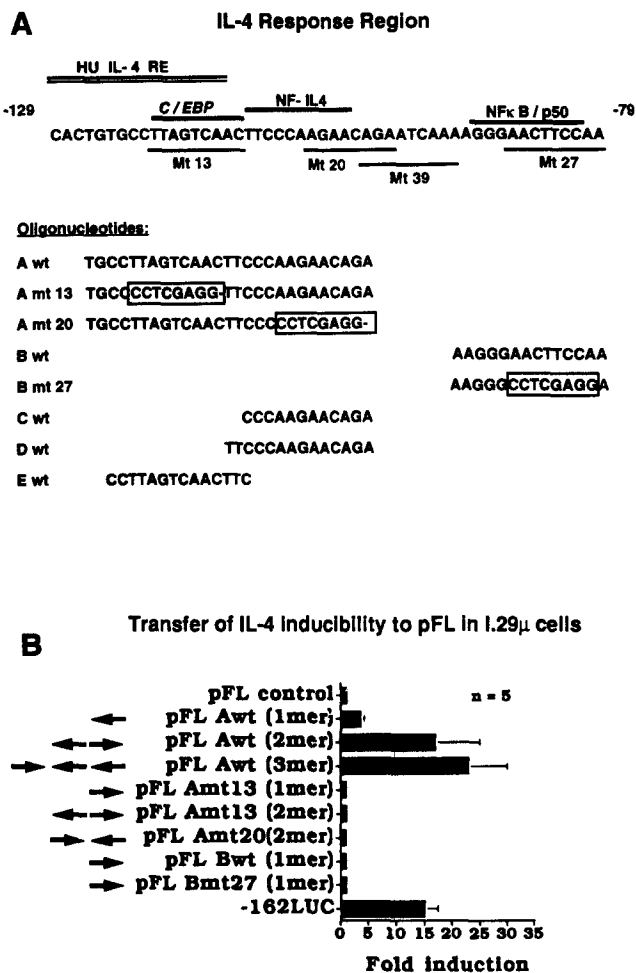 A
IL-4 Response Region
HU IL-4 RE
C/EBP
NF-IL4
-129
NFκB/p50
-79
CACTGTGCCTTAGTCAACTTCCCAAGAACAGAATCAAAAGGGAACTTCCAA
Mt 13
Mt 20
Mt 27
Mt 39
Oligonucleotides:
A wt TGCCTTAGTCAACTTCCCAAGAACAGA
A mt 13 TGCCCCTCGAGG-TTCCCAAGAACAGA
A mt 20 TGCCTTAGTCAACTTCCCCCTCGAGG-
B wt AAGGGAACTTCCAA
B mt 27 AAGGGCCTCGAGGA
C wt CCCAAGAACAGA
D wt TTCCCAAGAACAGA
E wt CCTTAGTCAACTTC
Transfer of IL-4 inducibility to pFL in I.29μ cells
B
pFL control
n = 5
pFL Awt (1mer)
pFL Awt (2mer)
pFL Awt (3mer)
pFL Amt13 (1mer)
pFL Amt13 (2mer)
pFL Amt20(2mer)
pFL Bwt (1mer)
pFL Bmt27 (1mer)
-162LUC
0 5 10 15 20 25 30 35
Fold induction